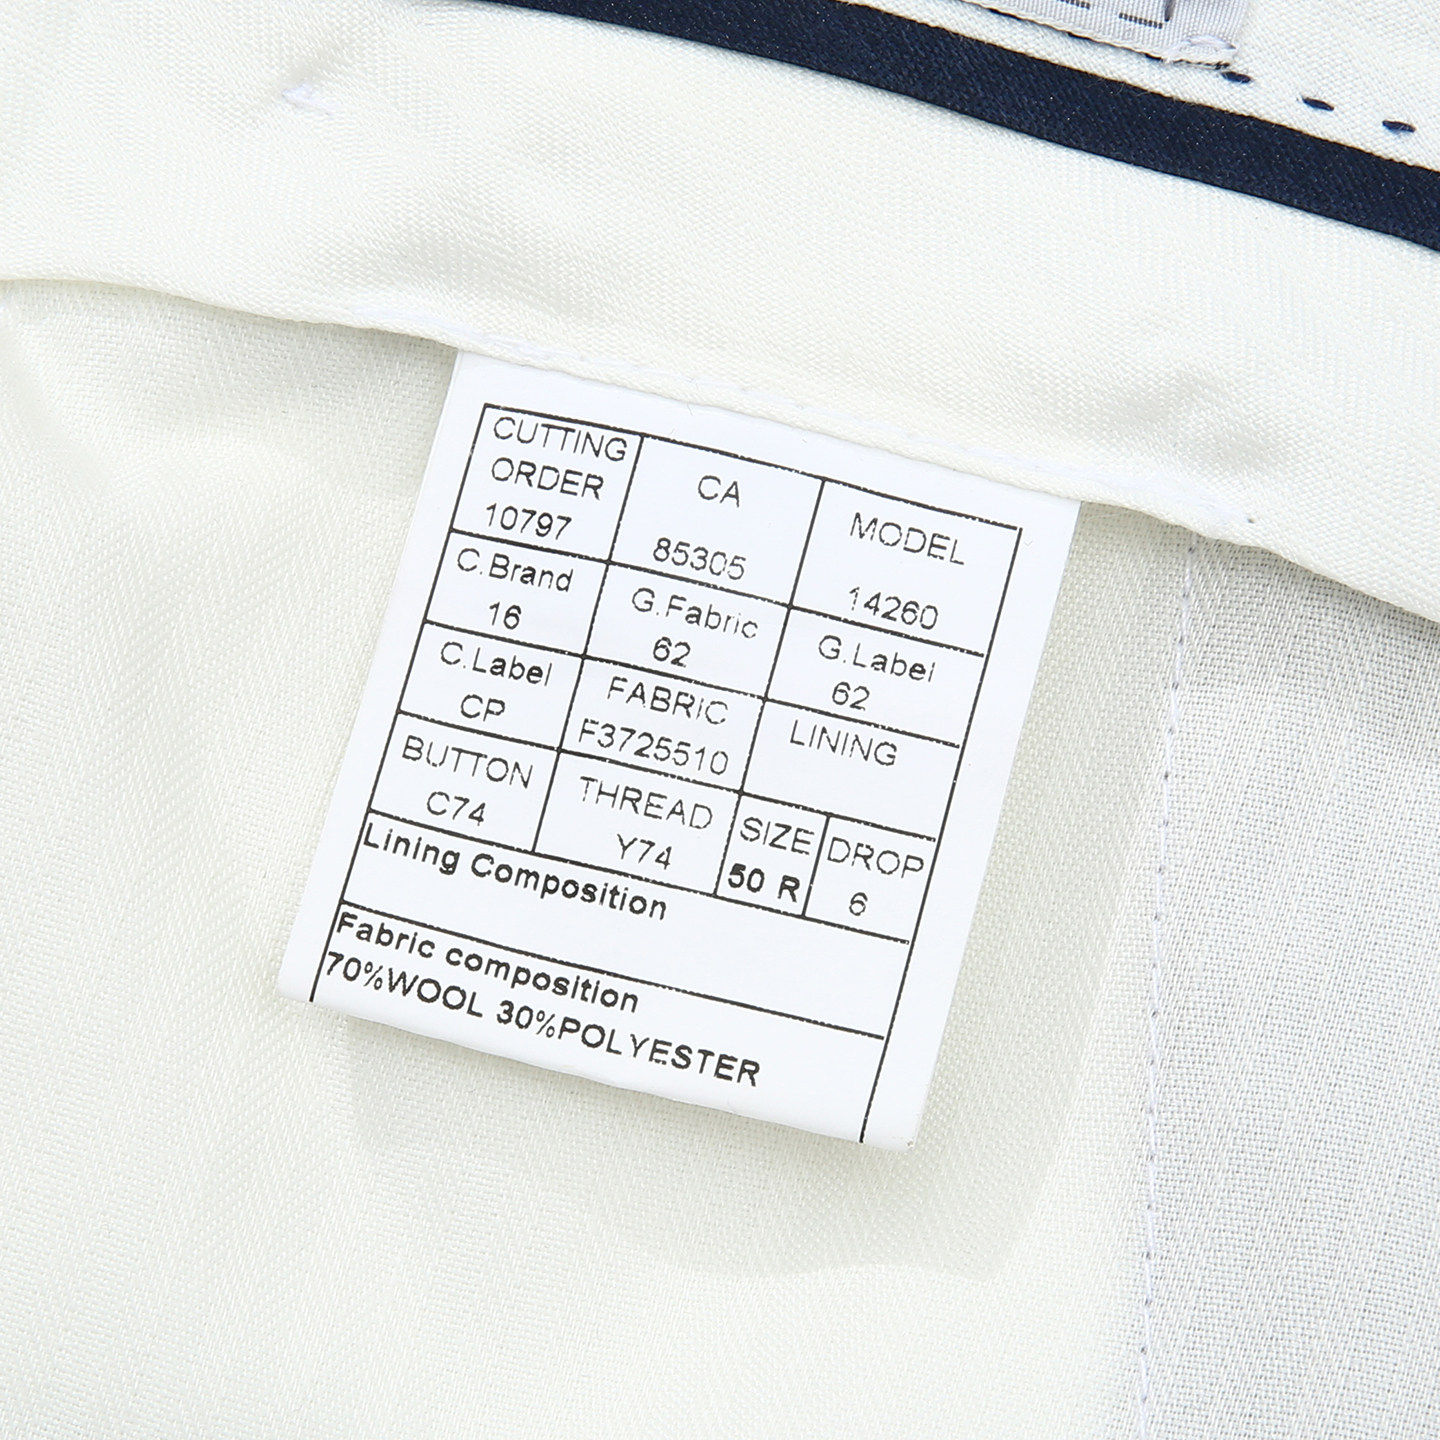 CUTTING
ORDER
10797
CA
85305
MODEL
14260
C.Brand
16
G.Fabric
62
G.Label
62
C.Label
CP
FABRIC
F3725510
LINING
BUTTON
C74
THREAD
Y74
SIZE
50 R
DROP
6
Lining Composition
Fabric composition
70%WOOL 30%POLYESTER